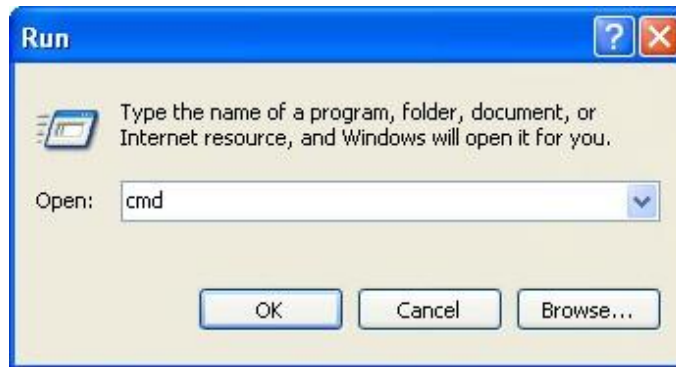 Run
Type the name of a program, folder, document, or
Internet resource, and Windows will open it for you.
Open: cmd
OK Cancel Browse...